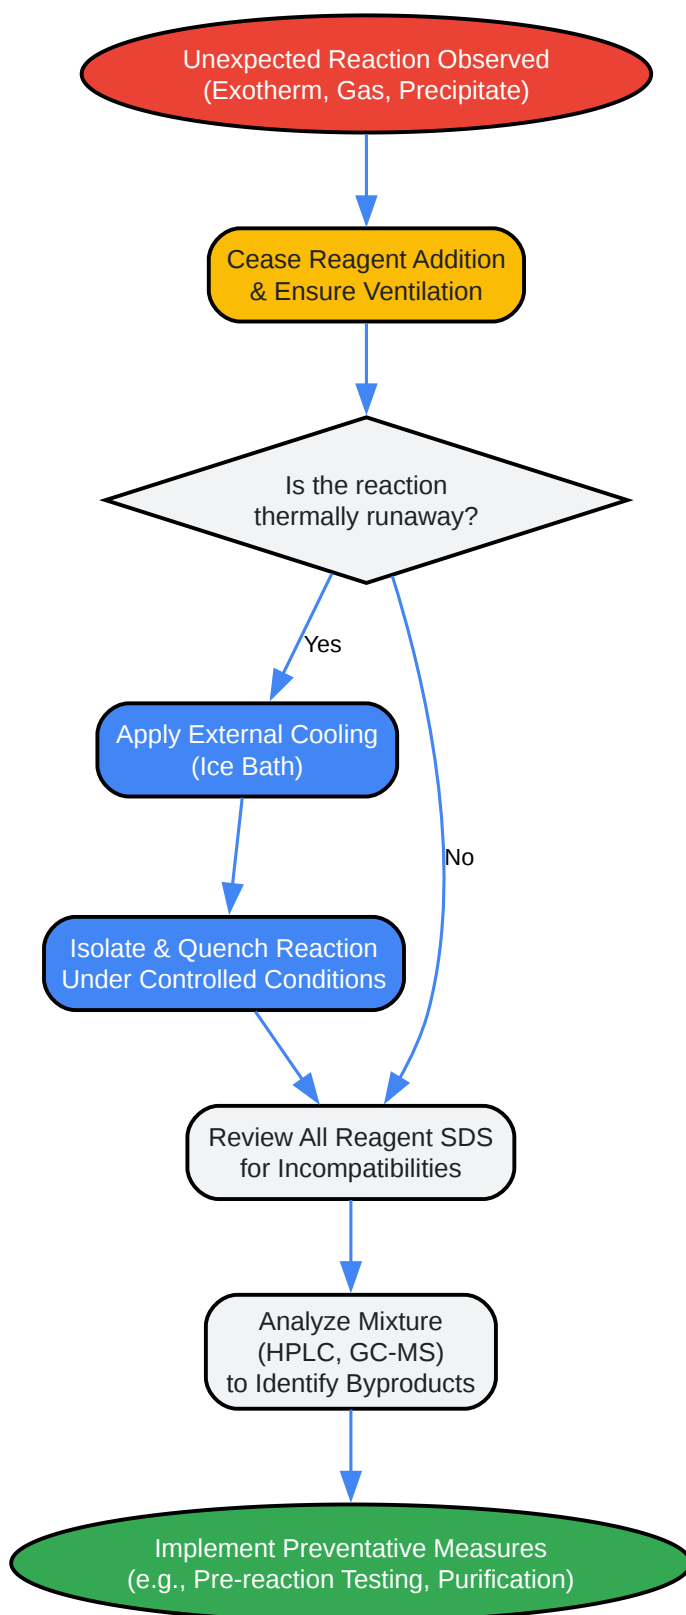 Unexpected Reaction Observed
(Exotherm, Gas, Precipitate)
Cease Reagent Addition
& Ensure Ventilation
Is the reaction
thermally runaway?
Yes
Apply External Cooling
(Ice Bath)
No
Isolate & Quench Reaction
Under Controlled Conditions
Review All Reagent SDS
for Incompatibilities
Analyze Mixture
(HPLC, GC-MS)
to Identify Byproducts
Implement Preventative Measures
(e.g., Pre-reaction Testing, Purification)